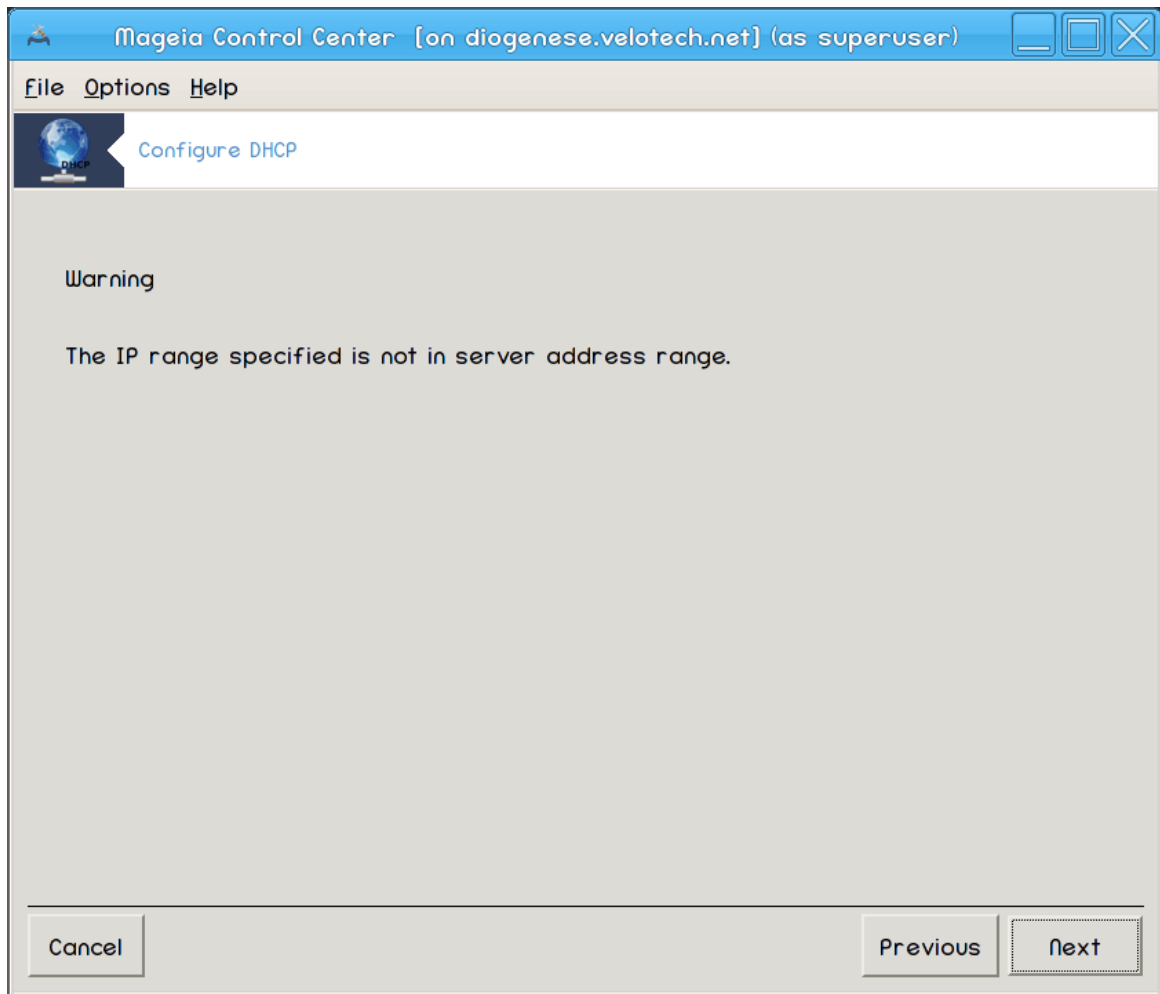 Mageia Control Center [on diogenese.velotech.net] (as superuser)
File Options Help
DHCP
Configure DHCP
Warning
The IP range specified is not in server address range.
Cancel Previous Next